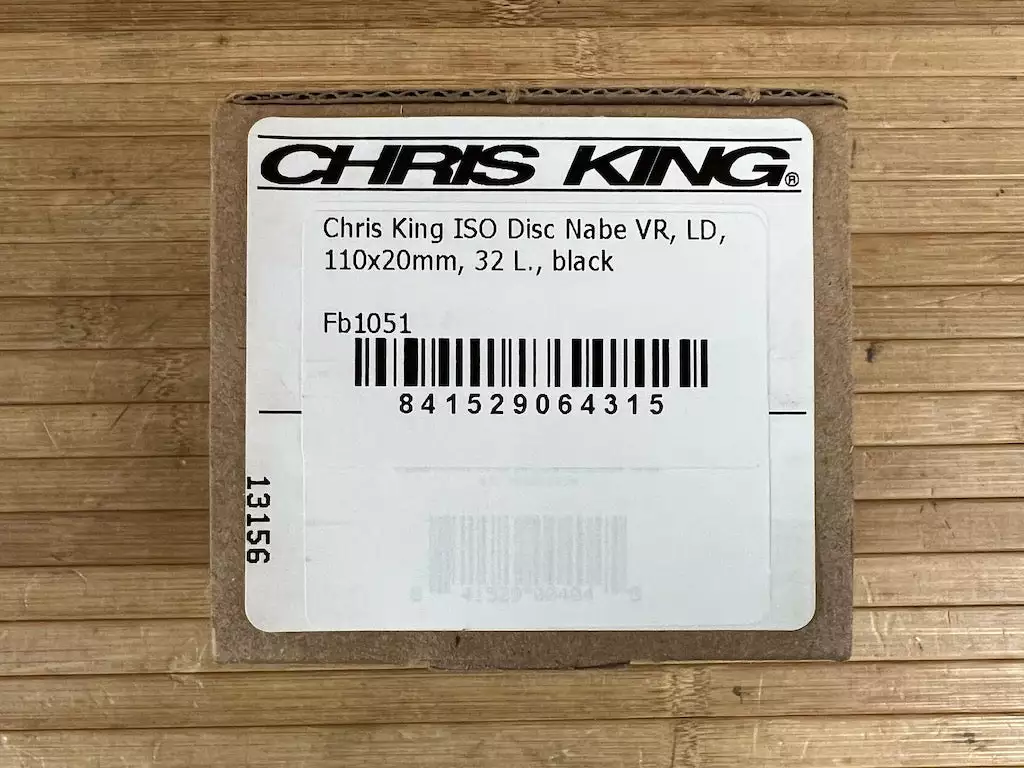 CHRIS KING®
Chris King ISO Disc Nabe VR, LD,
110x20mm, 32 L., black
Fb1051
841529064315
13156